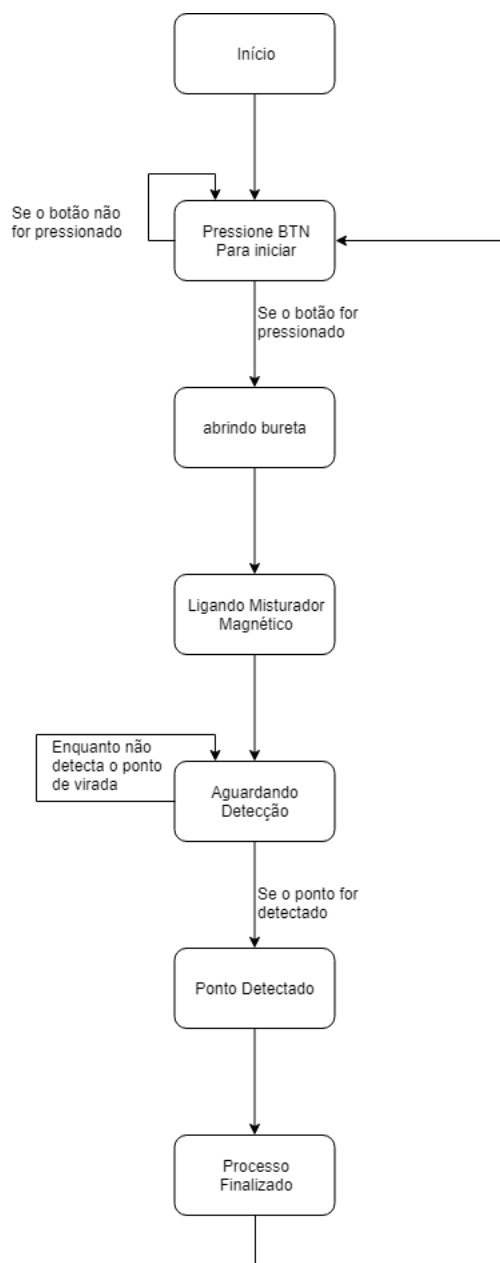 Início
Se o botão não
for pressionado
Pressione BTN
Para iniciar
Se o botão for
pressionado
abrindo bureta
Ligando Misturador
Magnético
Enquanto não
detecta o ponto
de virada
Aguardando
Detecção
Se o ponto for
detectado
Ponto Detectado
Processo
Finalizado